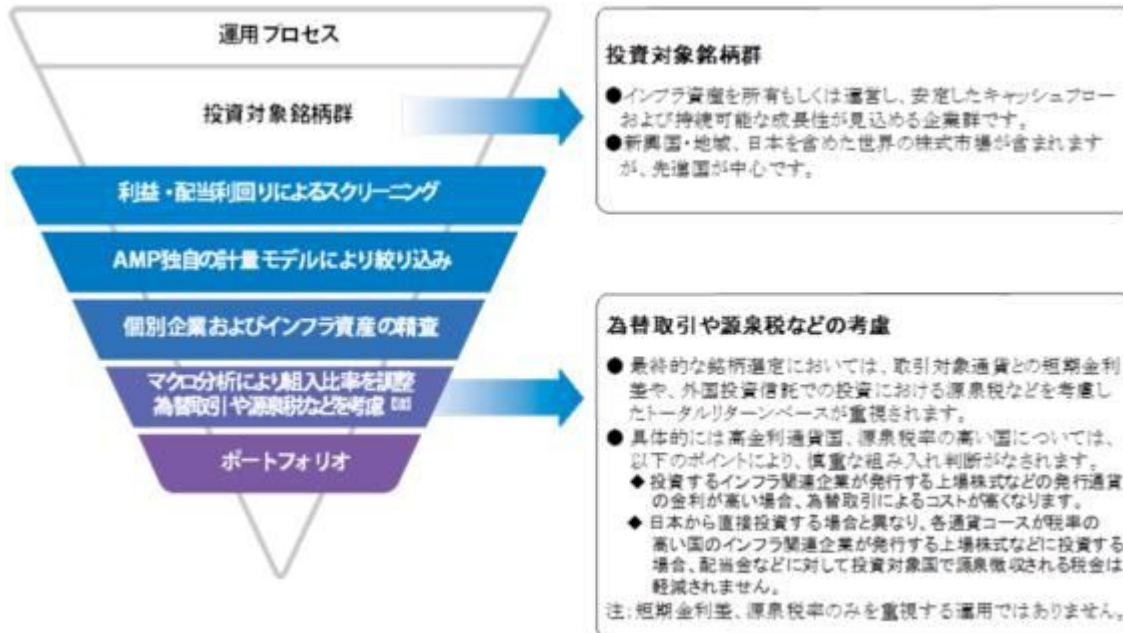 運用プロセス
投資対象銘柄群
利益・配当利回りによるスクリーニング
AMP独自の計量モデルにより絞り込み
個別企業およびインフラ資産の精査
マクロ分析により組入比率を調整
為替取引や源泉税などを考慮
ポートフォリオ
投資対象銘柄群
●インフラ資産を所有もしくは運営し、安定したキャッシュフロー
および持続可能な成長性が見込める企業群です。
●新興国・地域、日本を含めた世界の株式市場が含まれます
が、先進国が中心です。
為替取引や源泉税などの考慮
● 最終的な銘柄選定においては、取引対象通貨との短期金利
差や、外国投資信託での投資における源泉税などを考慮し
たトータルリターンベースが重視されます。
● 具体的には高金利通貨国、源泉税率の高い国については、
以下のポイントにより、慎重な組み入れ判断がなされます。
◆ 投資するインフラ関連企業が発行する上場株式などの発行通貨
の金利が高い場合、為替取引によるコストが高くなります。
◆ 日本から直接投資する場合と異なり、各通貨コースが税率の
高い国のインフラ関連企業が発行する上場株式などに投資する
場合、配当金などに対して投資対象国で源泉徴収される税金は
軽減されません。
注:短期金利差、源泉税率のみを重視する運用ではありません。